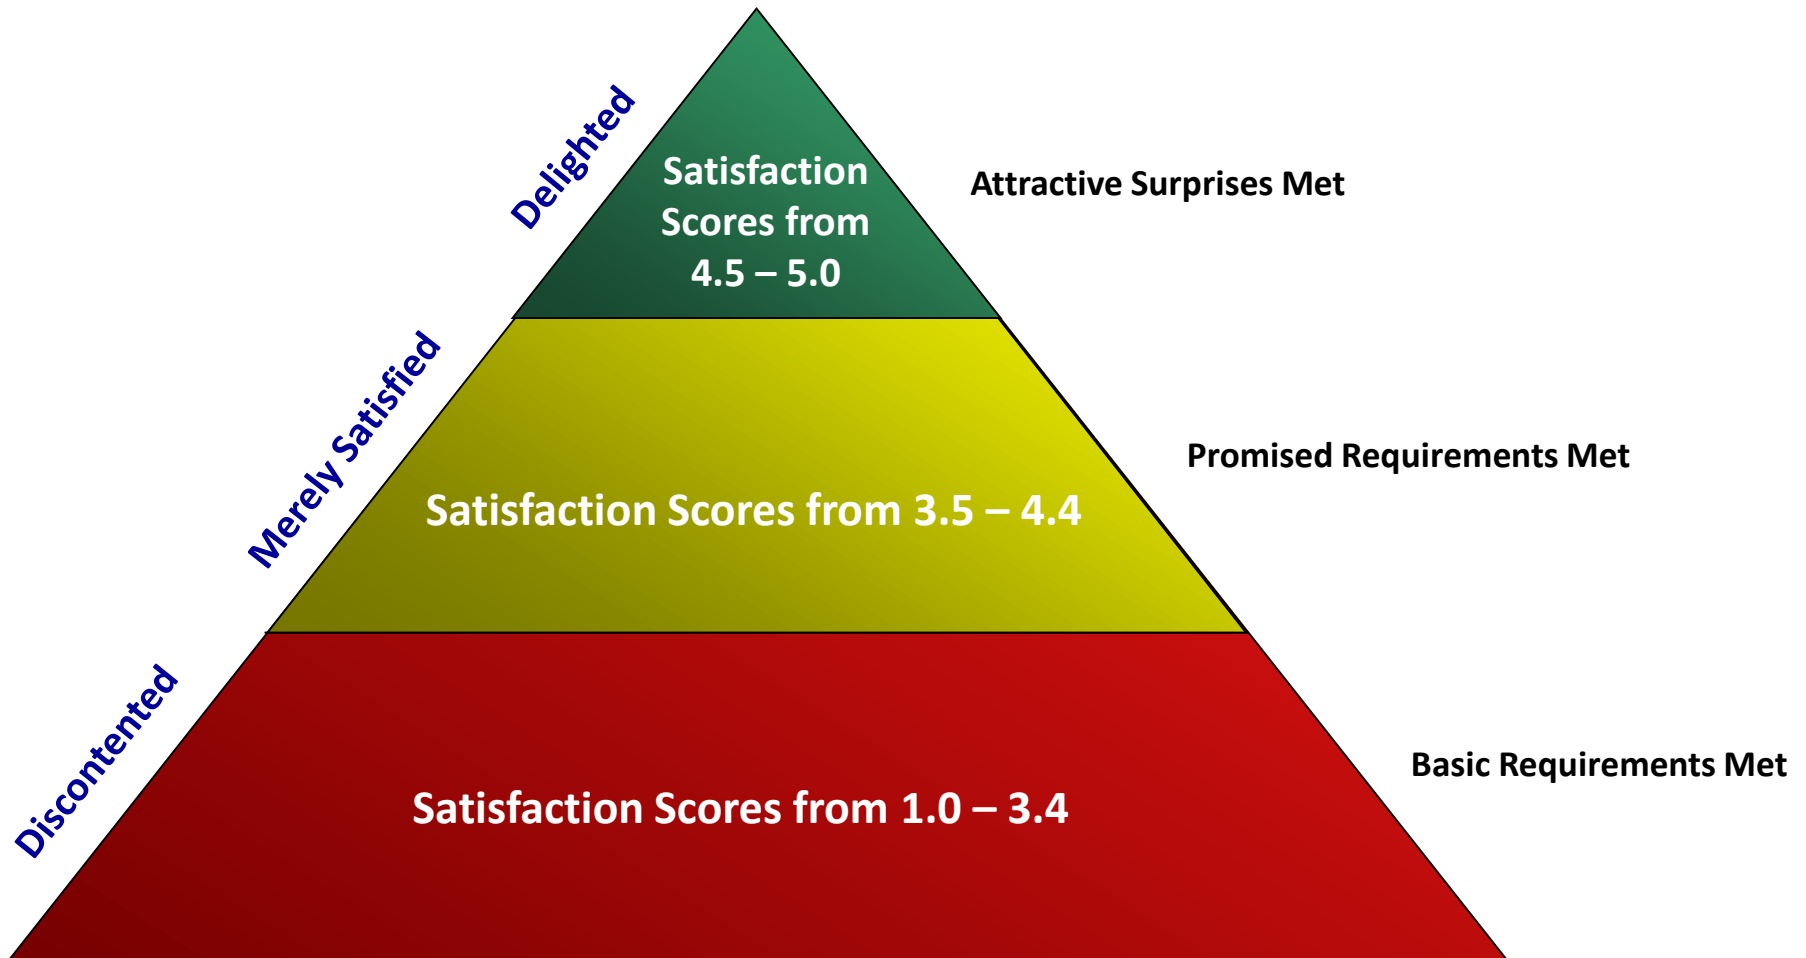 Delighted
Satisfaction
Scores from
4.5 – 5.0
Attractive Surprises Met
Merely Satisfied
Satisfaction Scores from 3.5 – 4.4
Promised Requirements Met
Discontented
Satisfaction Scores from 1.0 – 3.4
Basic Requirements Met